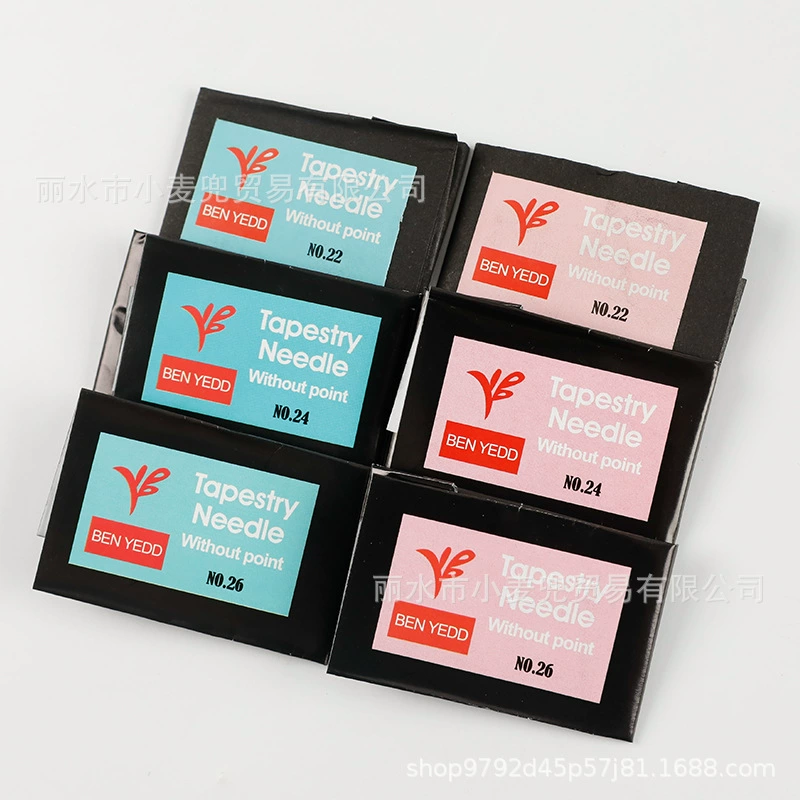 Tapestry
Needle
Without point
BEN YEDD
NO.22
Tapestry
Needle
Without point
BEN YEDD
NO.22
Tapestry
Needle
Without point
BEN YEDD
NO.24
Tapestry
Needle
Without point
BEN YEDD
NO.24
Tapestry
Needle
Without point
BEN YEDD
NO.26
Tapestry
Needle
Without point
BEN YEDD
NO.26
丽水市小麦兜贸易有限公司
丽水市小麦兜贸易有限公司
shop9792d45p57j81.1688.com